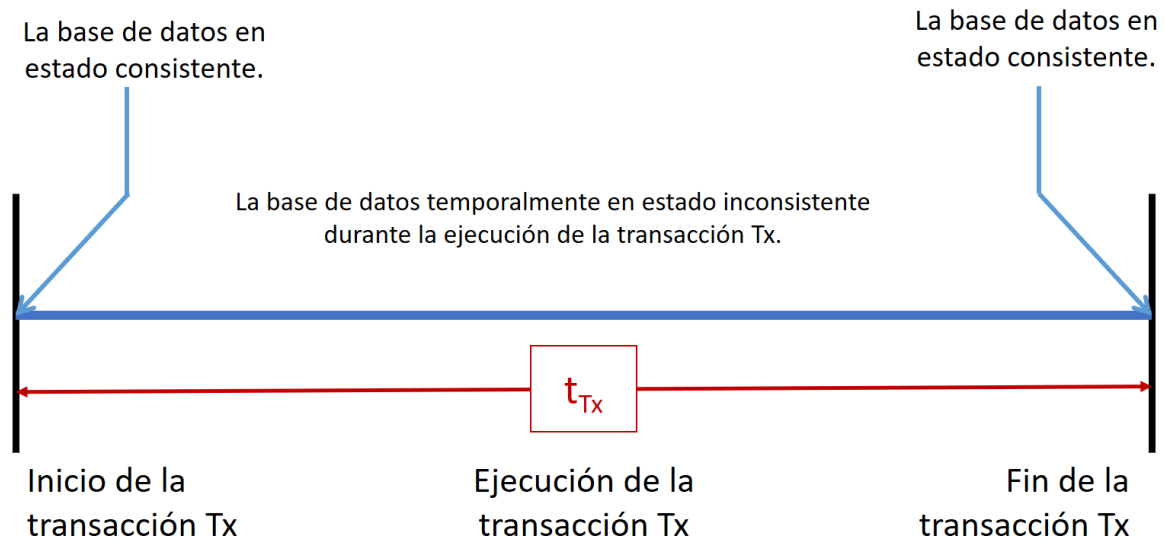 La base de datos en
estado consistente.
La base de datos en
estado consistente.
La base de datos temporalmente en estado inconsistente
durante la ejecución de la transacción Tx.
tTx
Inicio de la
transacción Tx
Ejecución de la
transacción Tx
Fin de la
transacción Tx